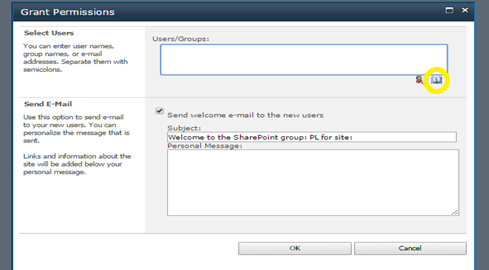 Grant Permissions
Select Users
You can enter user names,
group names, or e-mail
addresses. Separate them with
semicolons.
Users/Groups:
Send E-Mail
Use this option to send e-mail
to your new users. You can
personalize the message that is
sent.
Links and information about the
site will be added below your
personal message.
Send welcome e-mail to the new users
Subject:
Welcome to the SharePoint group: PL for site:
Personal Message:
OK
Cancel